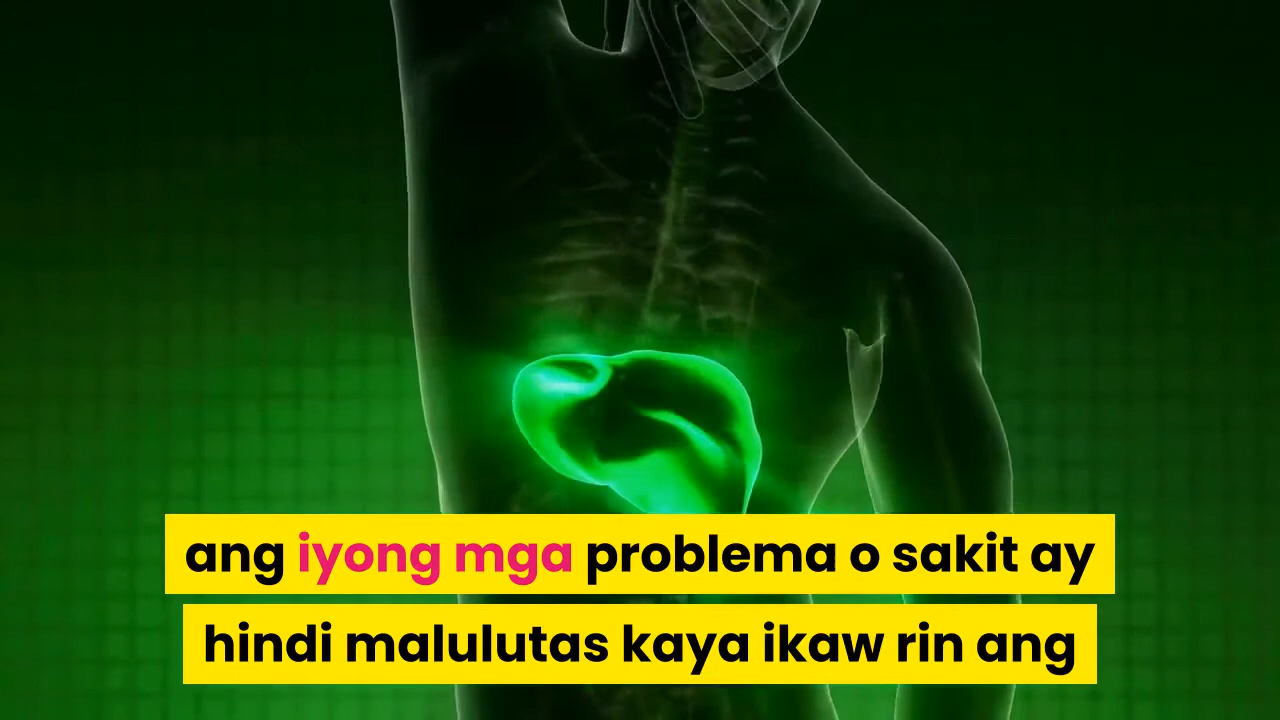 ang iyong mga problema o sakit ay
hindi malulutas kaya ikaw rin ang